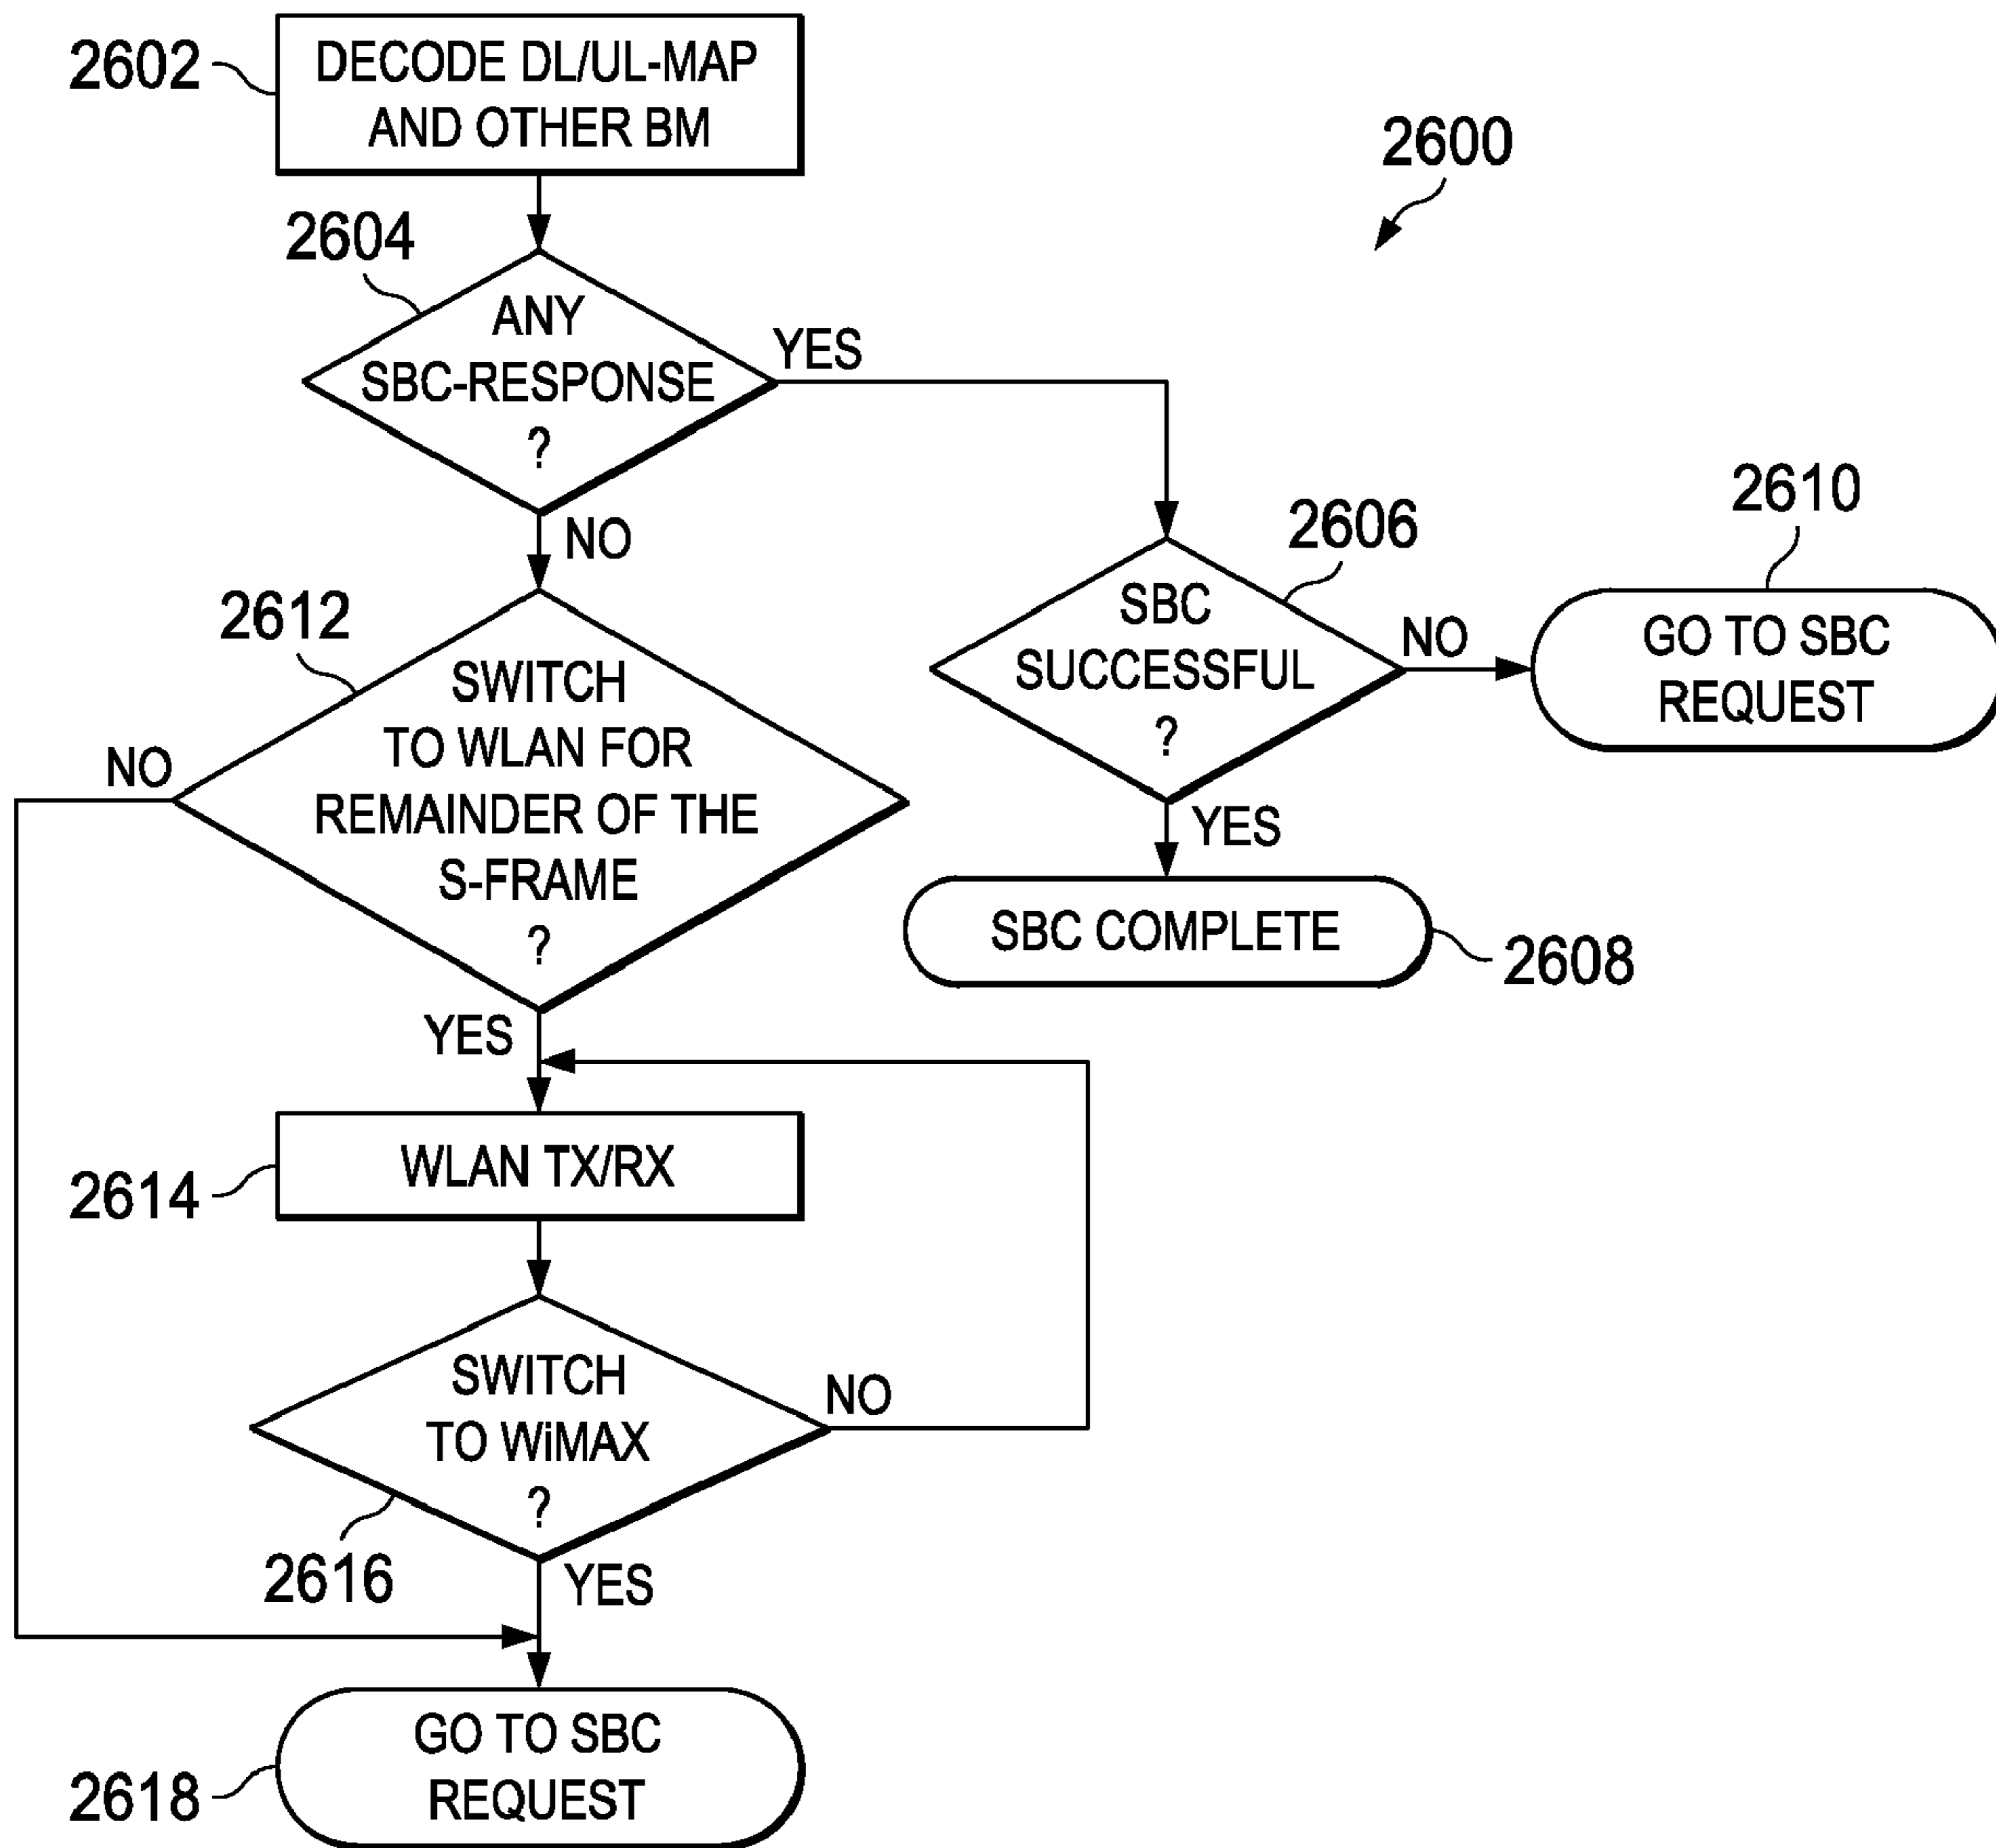 2602
DECODE DL/UL-MAP
AND OTHER BM
2600
2604
ANY
SBC-RESPONSE
?
YES
NO
2606
SBC
SUCCESSFUL
?
NO
2610
GO TO SBC
REQUEST
YES
SBC COMPLETE
2608
2612
SWITCH
TO WLAN FOR
REMAINDER OF THE
S-FRAME
?
NO
YES
2614
WLAN TX/RX
SWITCH
TO WiMAX
?
NO
2616
YES
2618
GO TO SBC
REQUEST